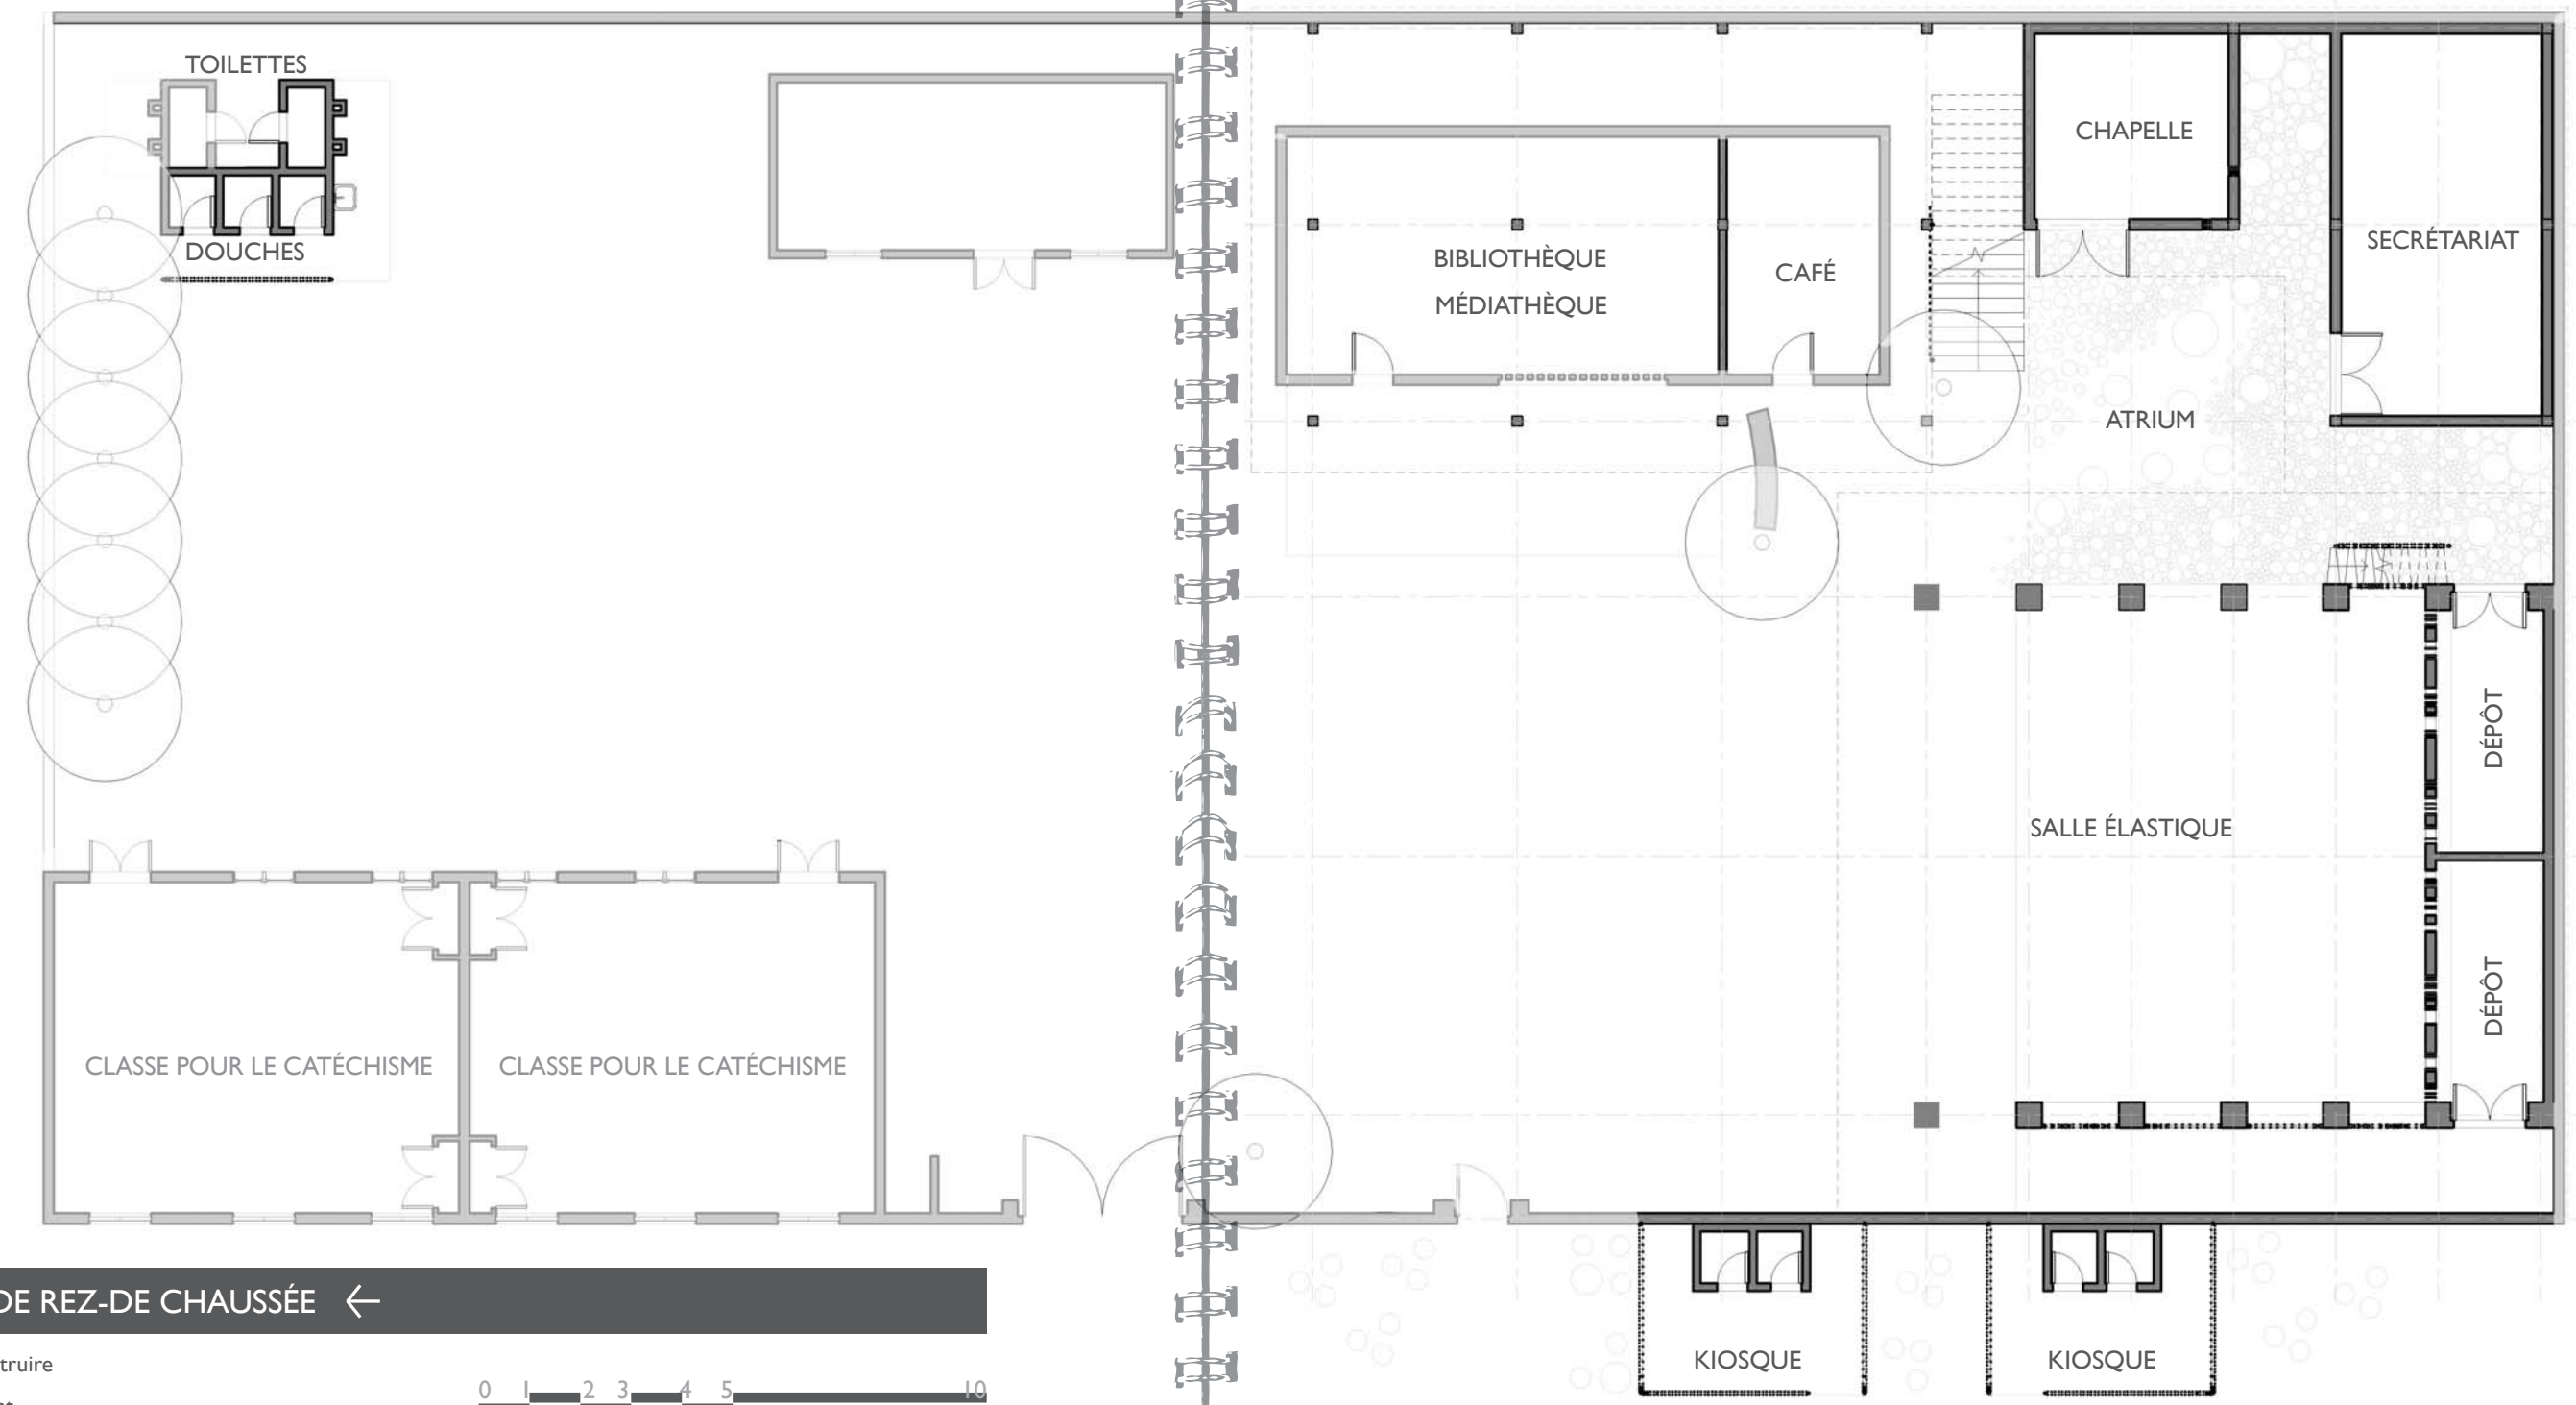 TOILETTES
DOUCHES
BIBLIOTHÈQUE
MÉDIATHÈQUE
CAFÉ
CHAPELLE
SECRÉTARIAT
ATRIUM
DÉPÔT
SALLE ÉLASTIQUE
DÉPÔT
CLASSE POUR LE CATÉCHISME
CLASSE POUR LE CATÉCHISME
DE REZ-DE CHAUSSÉE ←
KIOSQUE
KIOSQUE
truire
0 1 2 3 4 5 10